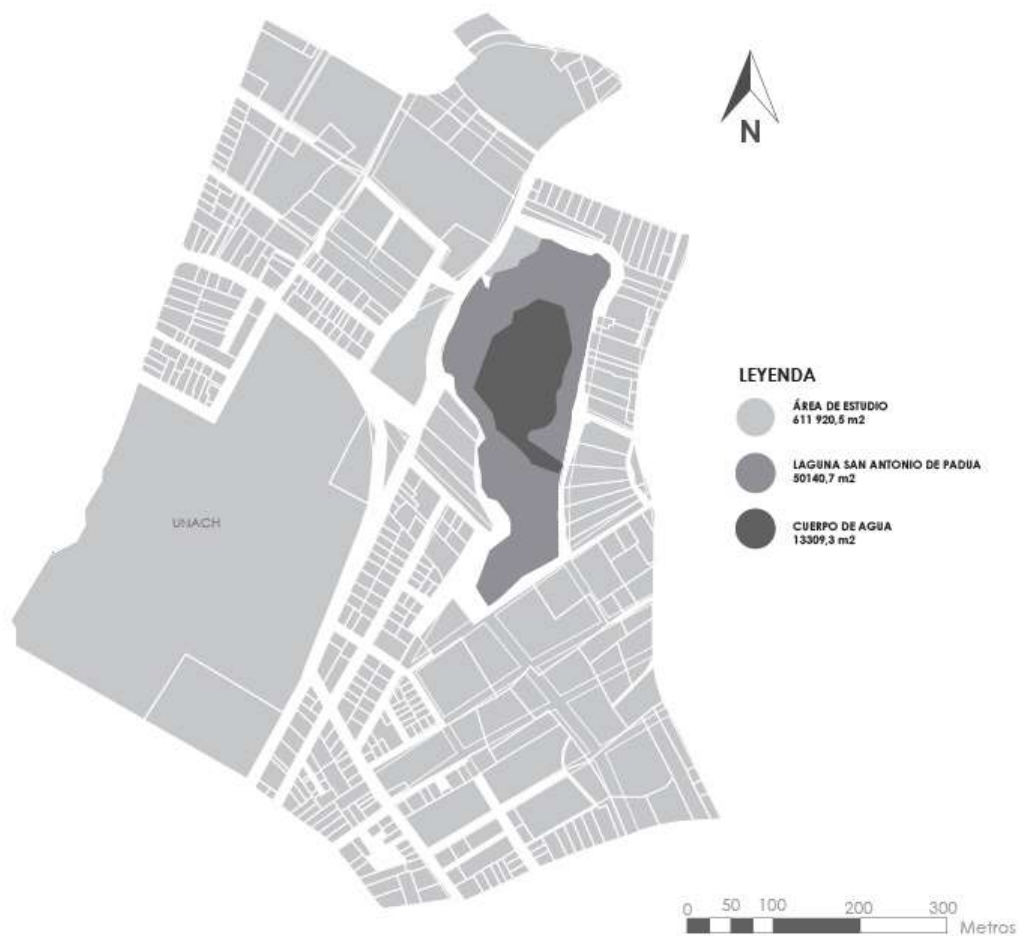 N
LEYENDA
ÁREA DE ESTUDIO
611 920,5 m2
LAGUNA SAN ANTONIO DE PADUA
50140,7 m2
CUERPO DE AGUA
13309,3 m2
UNACH
0 50 100 200 300 Metros